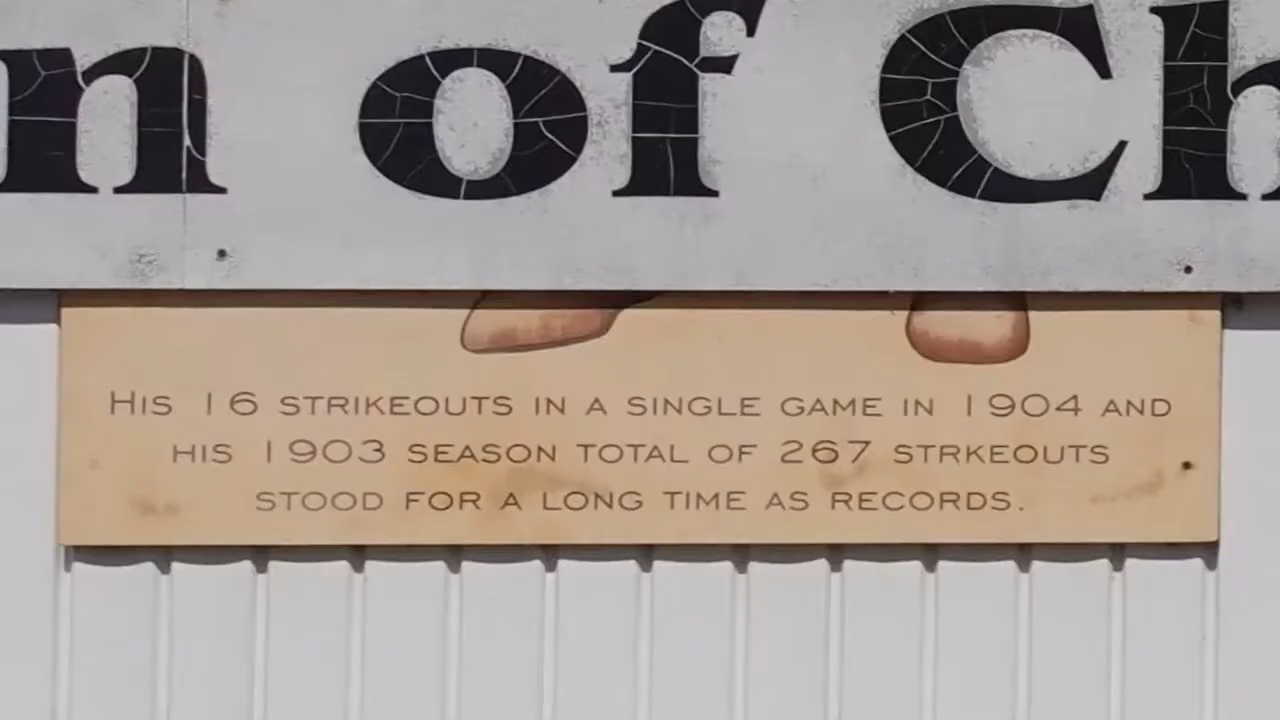 n of Ch
His 16 strikeouts in a single game in 1904 and
his 1903 season total of 267 strkeouts
stood for a long time as records.